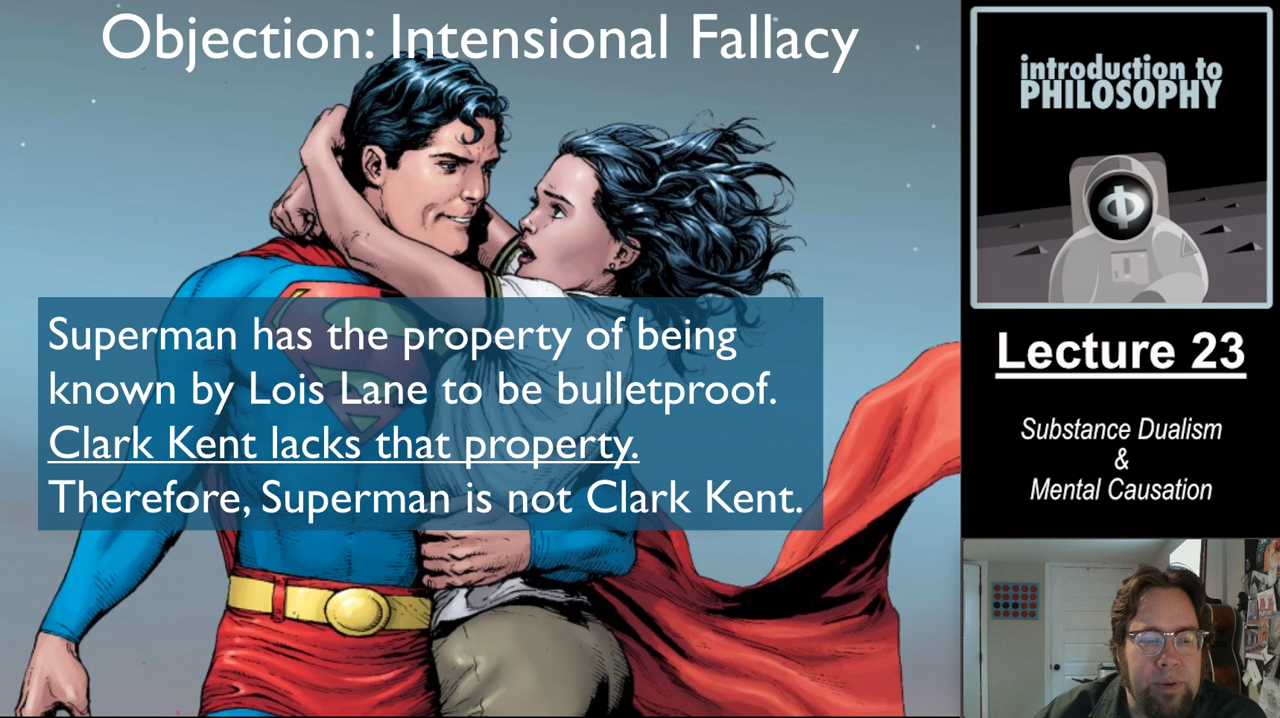 Objection: Intensional Fallacy
Superman has the property of being
known by Lois Lane to be bulletproof.
Clark Kent lacks that property.
Therefore, Superman is not Clark Kent.
introduction to
PHILOSOPHY
Φ
Lecture 23
Substance Dualism
&
Mental Causation